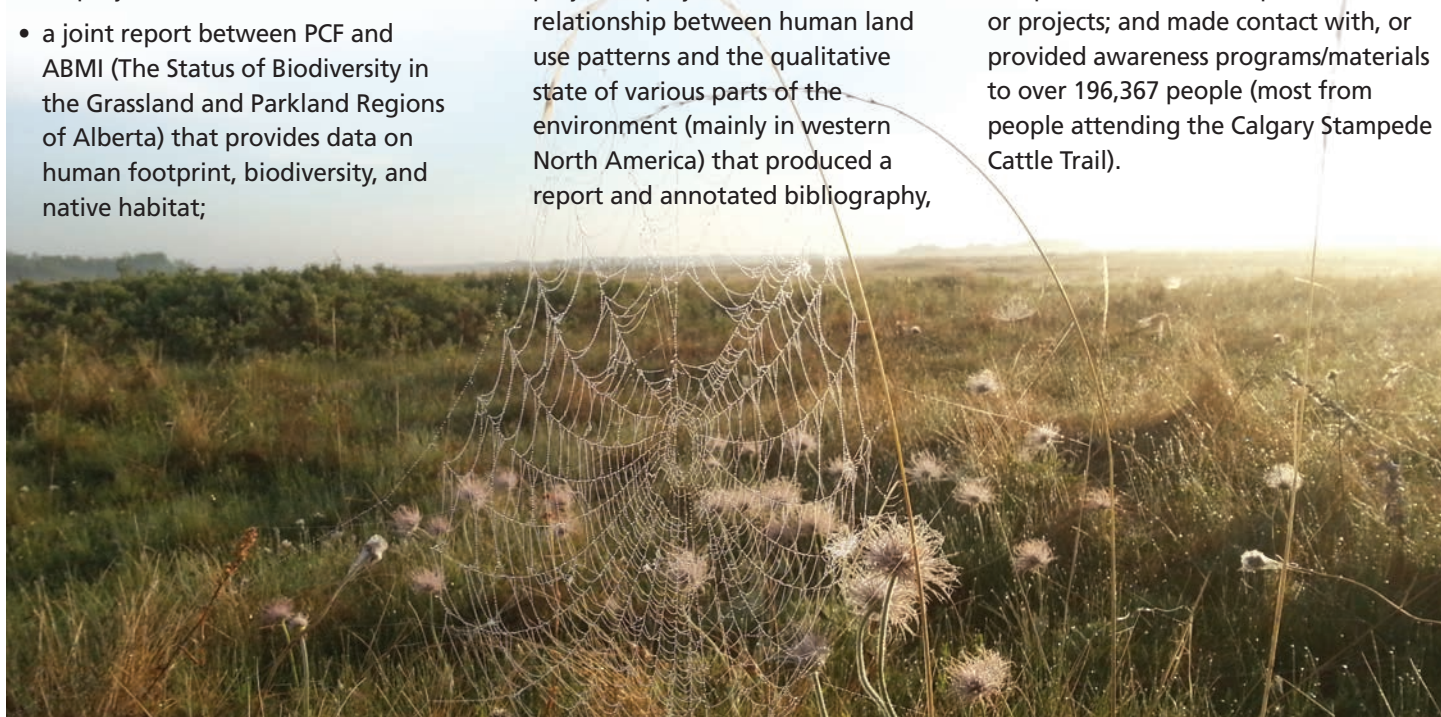 • a joint report between PCF and
ABMI (The Status of Biodiversity in
the Grassland and Parkland Regions
of Alberta) that provides data on
human footprint, biodiversity, and
native habitat;
relationship between human land
use patterns and the qualitative
state of various parts of the
environment (mainly in western
North America) that produced a
report and annotated bibliography,
or projects; and made contact with, or
provided awareness programs/materials
to over 196,367 people (most from
people attending the Calgary Stampede
Cattle Trail).